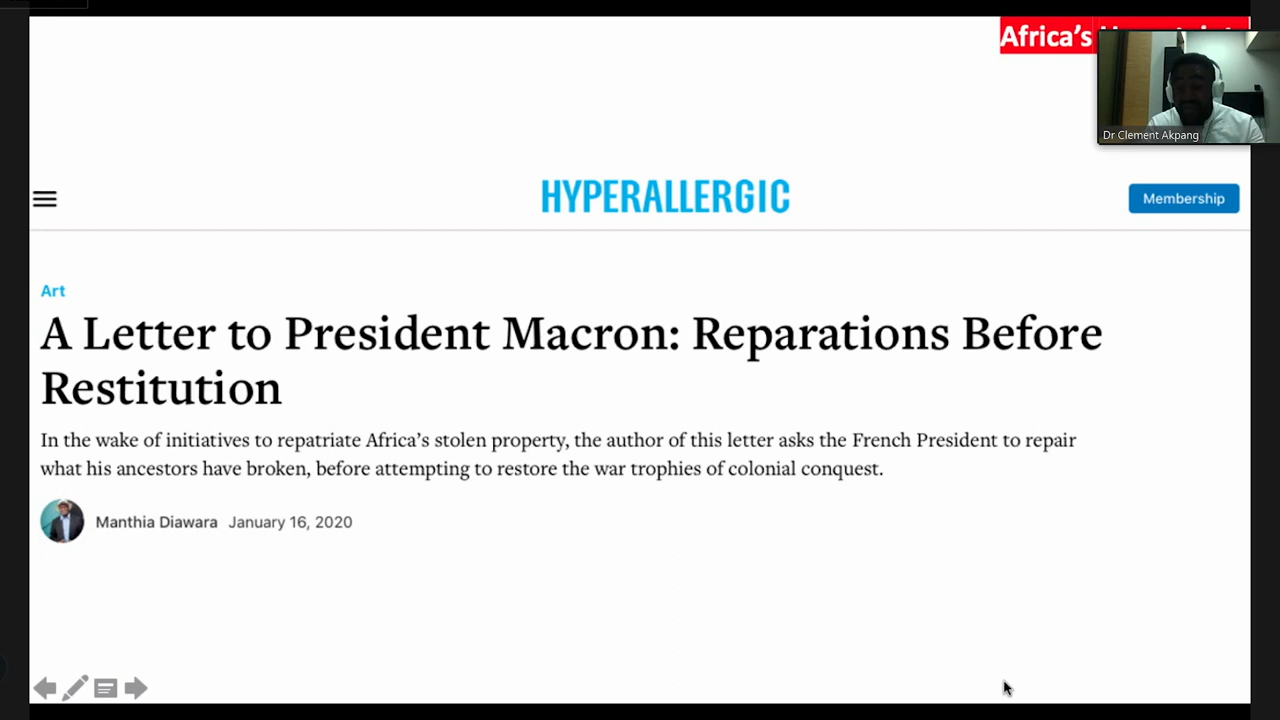 Africa's
Dr Clement Akpang
HYPERALLERGIC
Membership
Art
A Letter to President Macron: Reparations Before
Restitution
In the wake of initiatives to repatriate Africa’s stolen property, the author of this letter asks the French President to repair
what his ancestors have broken, before attempting to restore the war trophies of colonial conquest.
Manthia Diawara January 16, 2020